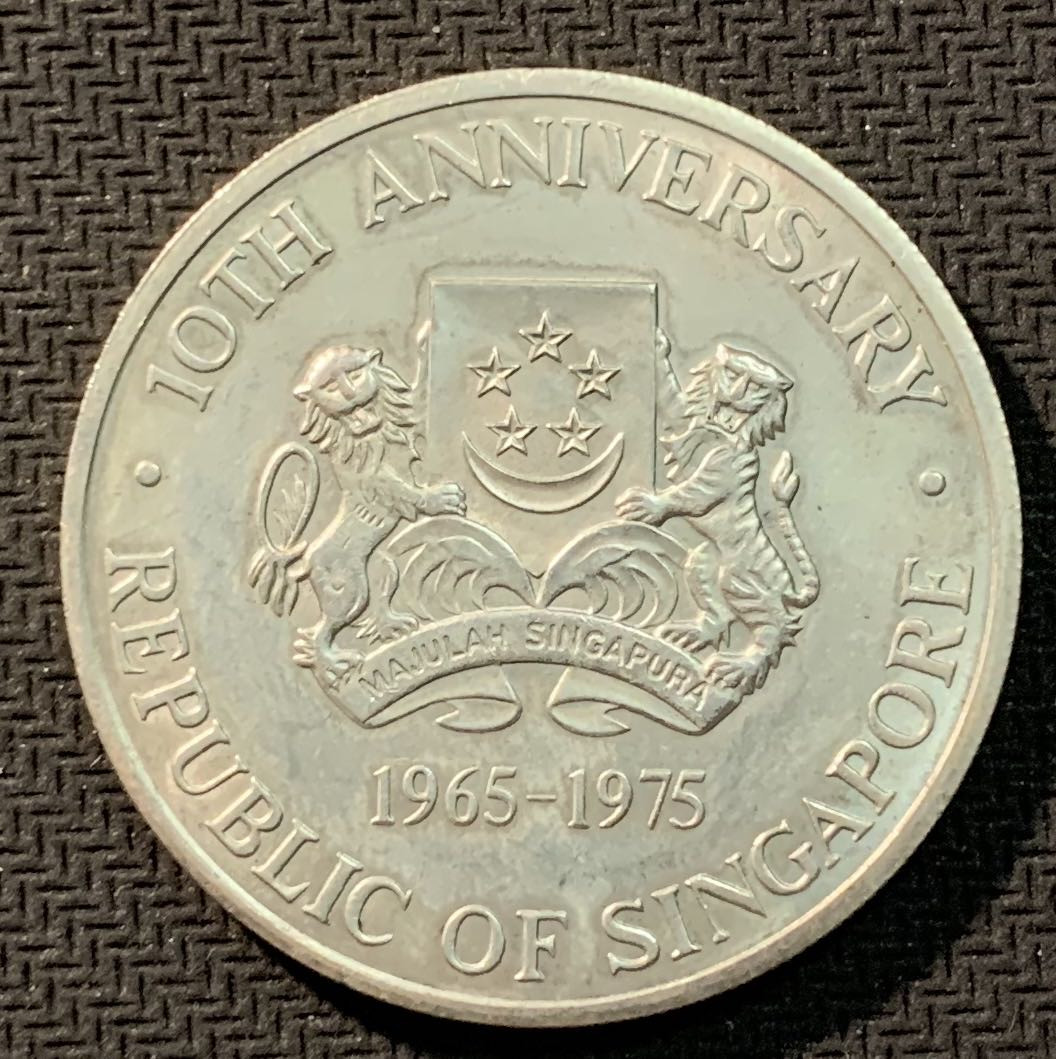 10TH ANNIVERSARY
MAJULAH SINGAPURA
1965-1975
• REPUBLIC OF SINGAPORE •